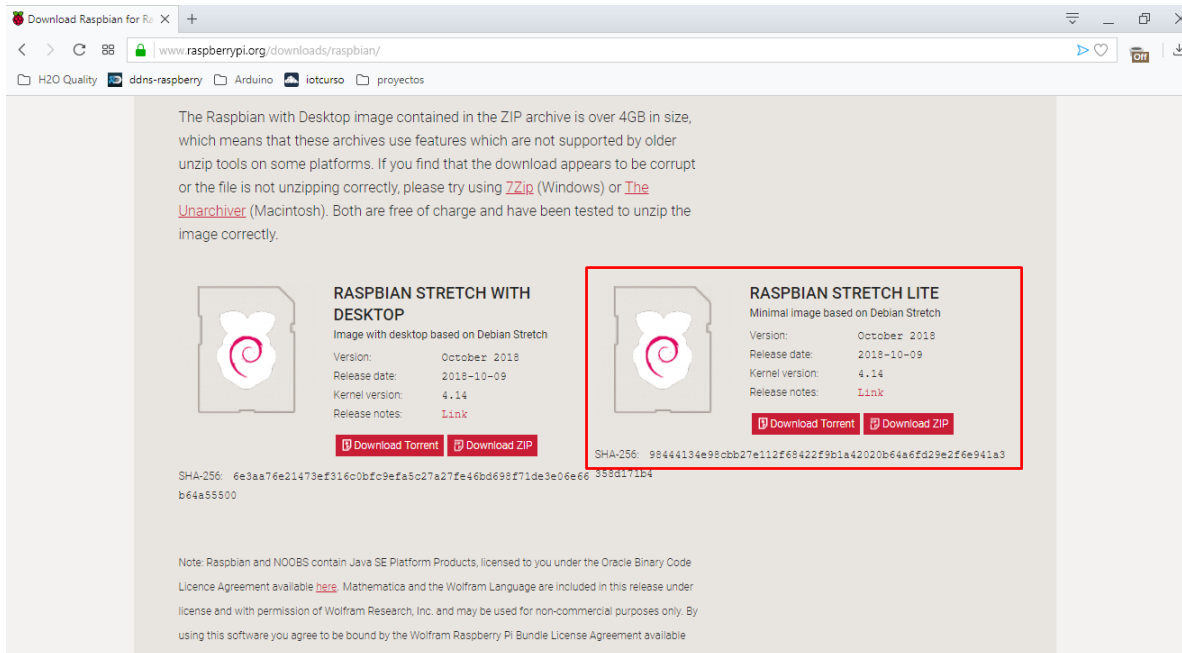 Download Raspbian for Ra
www.raspberrypi.org/downloads/raspbian/
Off
H2O Quality
ddns-raspberry
Arduino
iotcurso
proyectos
The Raspbian with Desktop image contained in the ZIP archive is over 4GB in size,
which means that these archives use features which are not supported by older
unzip tools on some platforms. If you find that the download appears to be corrupt
or the file is not unzipping correctly, please try using 7Zip (Windows) or The
Unarchiver (Macintosh). Both are free of charge and have been tested to unzip the
image correctly.
RASPBIAN STRETCH WITH
DESKTOP
Image with desktop based on Debian Stretch
Version: October 2018
Release date: 2018-10-09
Kernel version: 4.14
Release notes: Link
Download Torrent Download ZIP
SHA-256: 6e3aa76e21473ef316c0bfc9efa5c27a27fe46bd698f71de3e06e66
b64a55500
RASPBIAN STRETCH LITE
Minimal image based on Debian Stretch
Version: October 2018
Release date: 2018-10-09
Kernel version: 4.14
Release notes: Link
Download Torrent Download ZIP
SHA-256: 98444134e98cbb27e112f68422f9b1a42020b64a6fd29e2f6e941a3
358d171b4
Note: Raspbian and NOOBS contain Java SE Platform Products, licensed to you under the Oracle Binary Code
Licence Agreement available here. Mathematica and the Wolfram Language are included in this release under
license and with permission of Wolfram Research, Inc. and may be used for non-commercial purposes only. By
using this software you agree to be bound by the Wolfram Raspberry Pi Bundle License Agreement available